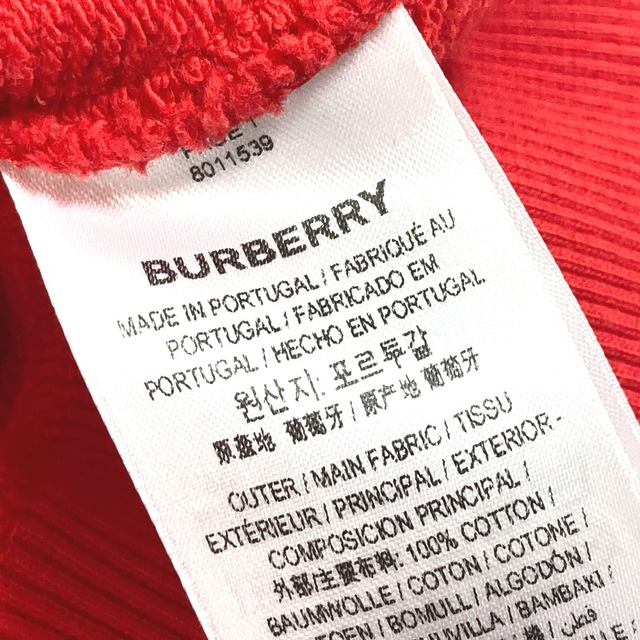 8011539
BURBERRY
MADE IN PORTUGAL / FABRIQUÉ AU
PORTUGAL / FABRICADO EM
PORTUGAL / HECHO EN PORTUGAL
원산지: 포르투갈
原產地 葡萄牙 / 原产地 葡萄牙
OUTER / MAIN FABRIC / TISSU
EXTÉRIEUR / PRINCIPAL / EXTERIOR -
COMPOSICION PRINCIPAL /
外部/主要布料: 100% COTTON /
BAUMWOLLE / COTON / COTONE /
BOMULL / ALGODÓN /
BAMBAKI /
قطن